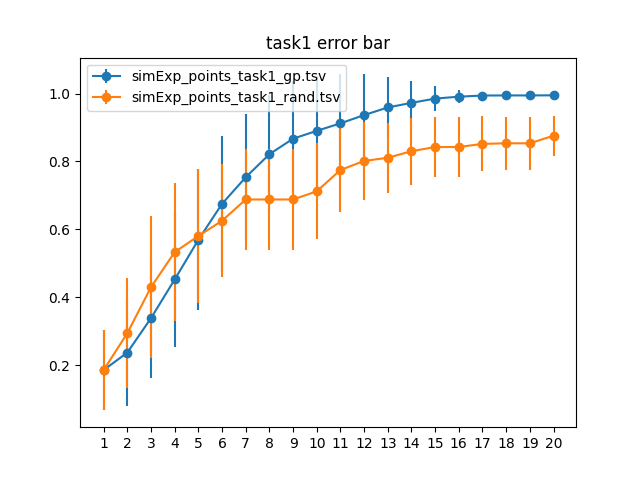 task1 error bar
simExp_points_task1_gp.tsv
simExp_points_task1_rand.tsv
1.0
0.8
0.6
0.4
0.2
1 2 3 4 5 6 7 8 9 10 11 12 13 14 15 16 17 18 19 20